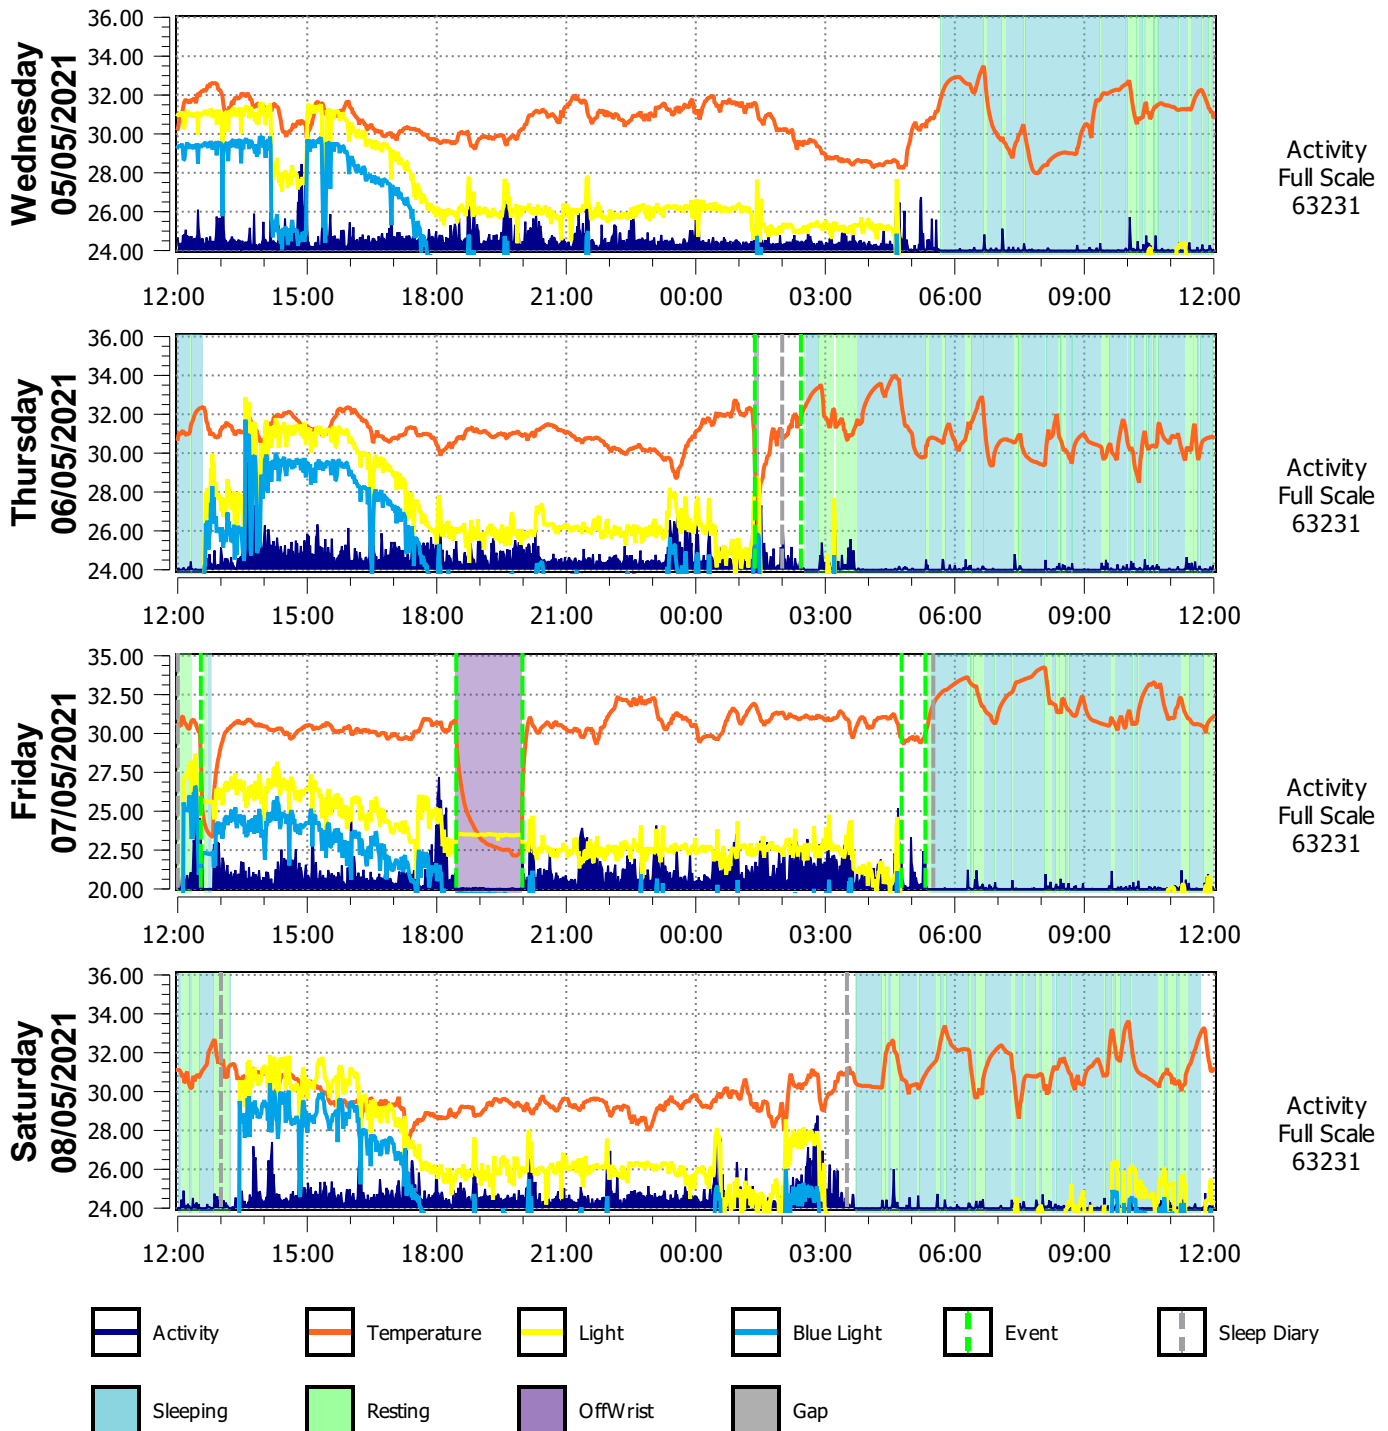 Wednesday
05/05/2021
36.00
34.00
32.00
30.00
28.00
26.00
24.00
12:00 15:00 18:00 21:00 00:00 03:00 06:00 09:00 12:00
Activity
Full Scale
63231
Thursday
06/05/2021
36.00
34.00
32.00
30.00
28.00
26.00
24.00
12:00 15:00 18:00 21:00 00:00 03:00 06:00 09:00 12:00
Activity
Full Scale
63231
Friday
07/05/2021
35.00
32.50
30.00
27.50
25.00
22.50
20.00
12:00 15:00 18:00 21:00 00:00 03:00 06:00 09:00 12:00
Activity
Full Scale
63231
Saturday
08/05/2021
36.00
34.00
32.00
30.00
28.00
26.00
24.00
12:00 15:00 18:00 21:00 00:00 03:00 06:00 09:00 12:00
Activity
Full Scale
63231
Activity Temperature Light Blue Light Event Sleep Diary
Sleeping Resting OffWrist Gap